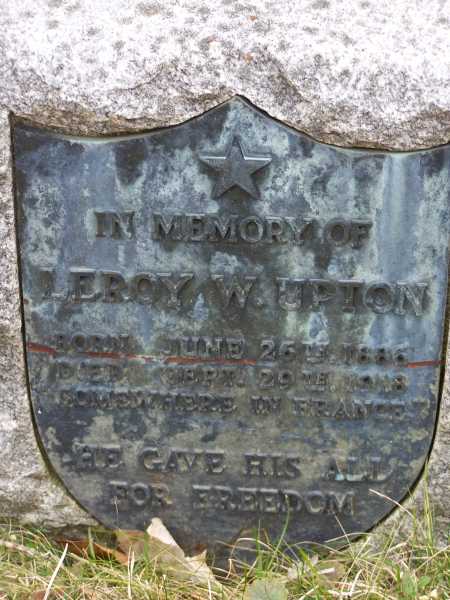 IN MEMORY OF
LEROY. W. UPTON
BORN JUNE 26TH. 1886
DIED SEPT. 29TH. 1918
SOMEWHERE IN FRANCE
HE GAVE HIS ALL
FOR FREEDOM